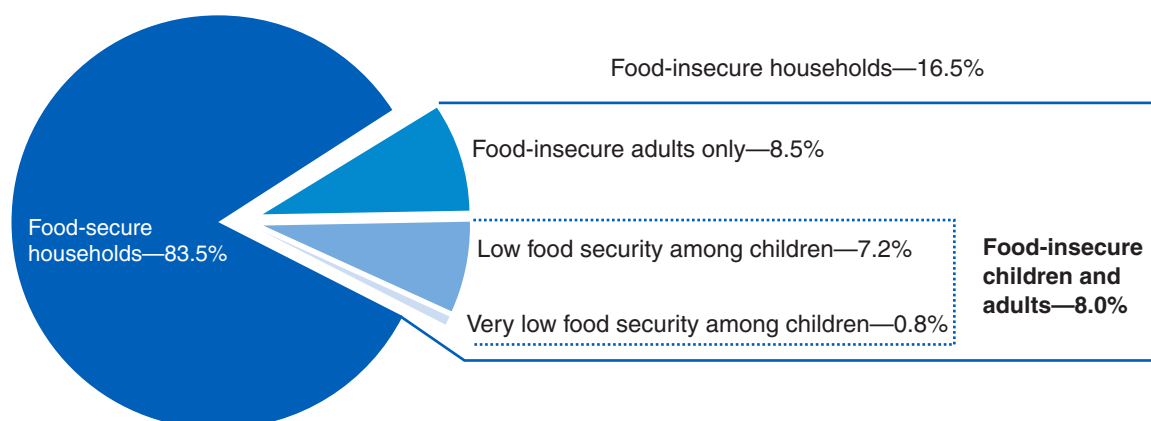 Food-insecure households—16.5%
Food-insecure adults only—8.5%
Food-secure
households—83.5%
Low food security among children—7.2%
Very low food security among children—0.8%
Food-insecure
children and
adults—8.0%